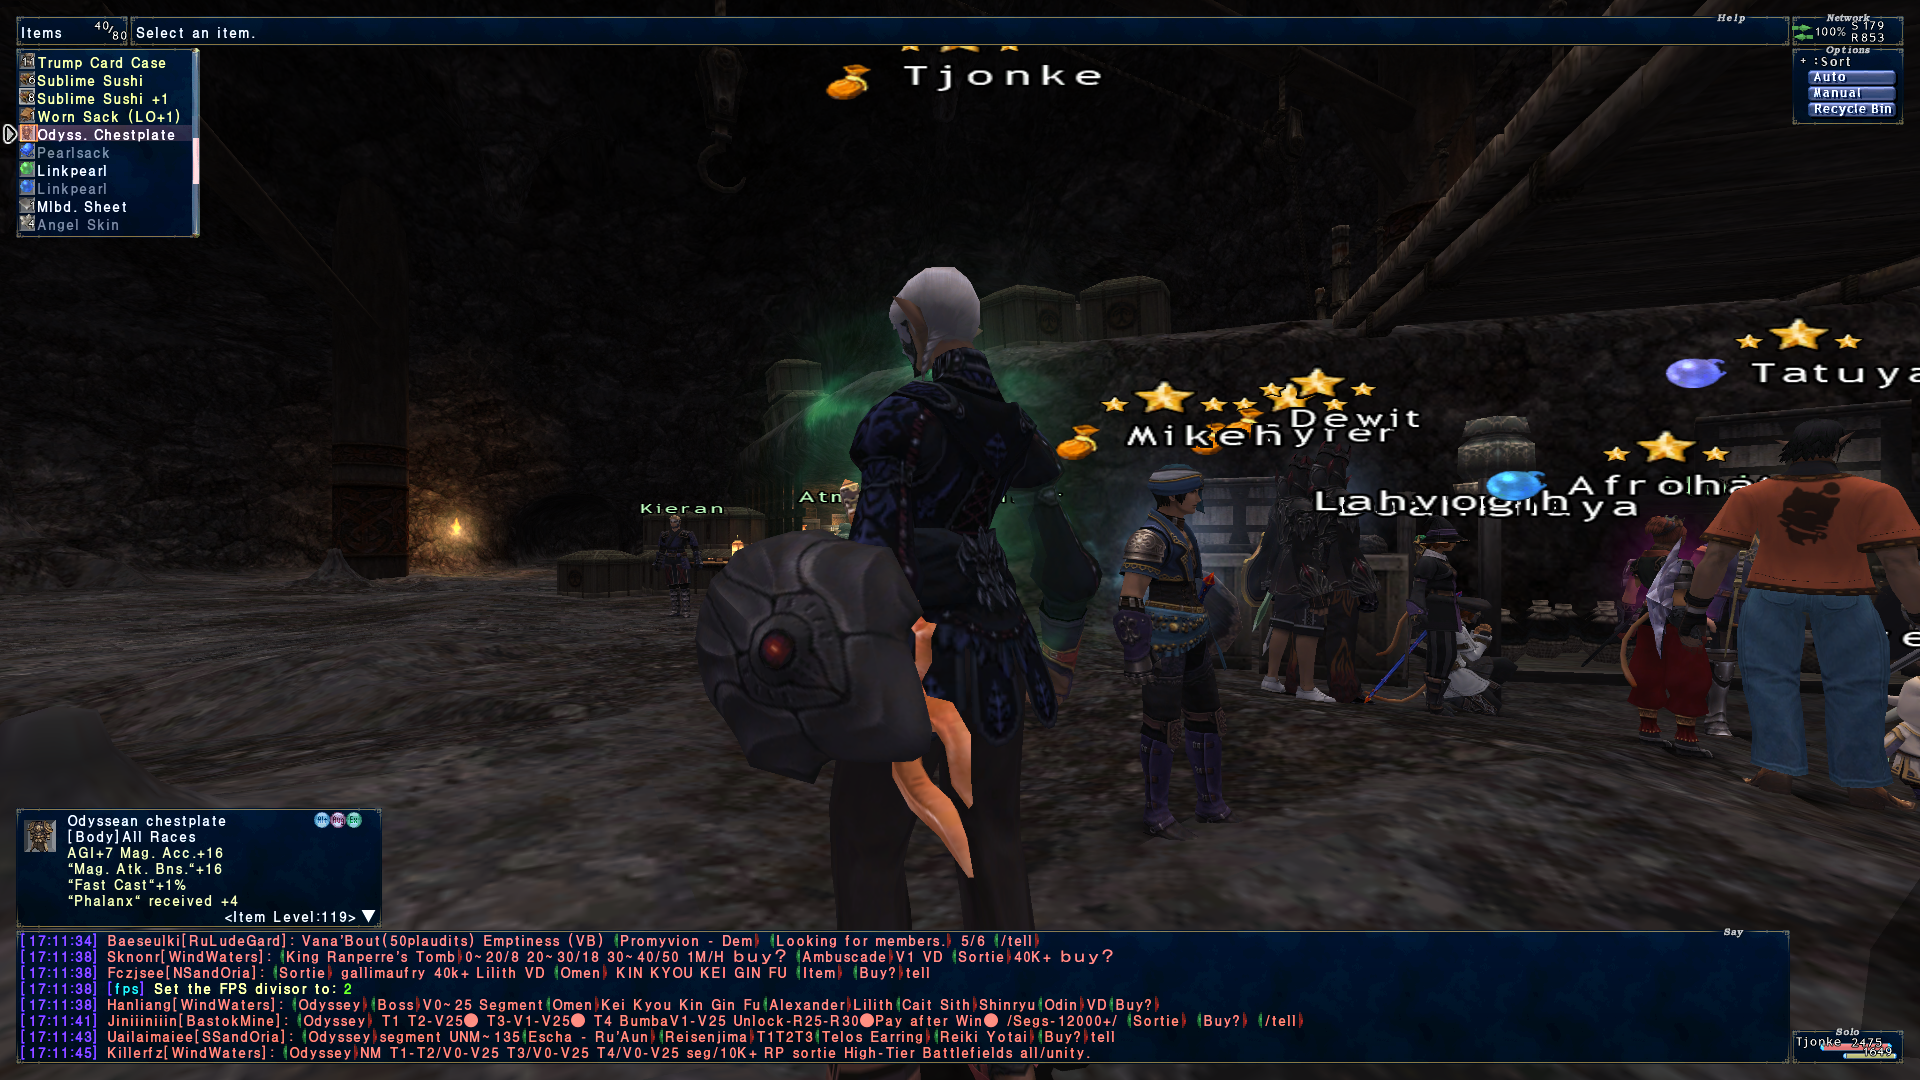 Items 40/80
Select an item.
Help
Network
100% S 179
R 853
Options
+ :Sort
Auto
Manual
Recycle Bin
Trump Card Case
Sublime Sushi
Sublime Sushi +1
Worn Sack (LO+1)
Odyss. Chestplate
Pearlsack
Linkpearl
Linkpearl
Mlbd. Sheet
Angel Skin
Tjonke
Tatuya
Dewit
Mikeh
Afroha
Kieran
Atr
Odyssean chestplate
[Body]All Races
AGI+7 Mag. Acc.+16
"Mag. Atk. Bns."+16
"Fast Cast"+1%
"Phalanx" received +4
<Item Level:119>
Say
[17:11:34] Baeseulki[RuLudeGard]: Vana'Bout(50plaudits) Emptiness (VB) (Promyvion - Dem) (Looking for members.) 5/6 (/tell)
[17:11:38] Sknonr[WindWaters]: (King Ranperre's Tomb)0~20/8 20~30/18 30~40/50 1M/H buy? (Ambuscade)V1 VD (Sortie)40K+ buy?
[17:11:38] Fczjsee[NSandOria]: (Sortie) gallimaufry 40k+ Lilith VD (Omen) KIN KYOU KEI GIN FU (Item) (Buy?)tell
[17:11:38] [fps] Set the FPS divisor to: 2
[17:11:38] Hanliang[WindWaters]: (Odyssey)(Boss)V0~25 Segment(Omen)Kei Kyou Kin Gin Fu(Alexander)Lilith(Cait Sith)Shinryu(Odin)VD(Buy?)
[17:11:41] Jiniiniiin[BastokMine]: (Odyssey) T1 T2-V25● T3-V1-V25● T4 BumbaV1-V25 Unlock-R25-R30●Pay after Win● /Segs-12000+/ (Sortie) (Buy?) (/tell)
[17:11:43] Uailaimaiee[SSandOria]: (Odyssey)segment UNM~135(Escha - Ru'Aun)(Reisenjima)T1T2T3(Telos Earring)(Reiki Yotai)(Buy?)tell
[17:11:45] Killerfz[WindWaters]: (Odyssey)NM T1-T2/V0-V25 T3/V0-V25 T4/V0-V25 seg/10K+ RP sortie High-Tier Battlefields all/unity.
Solo
Tjonke 2475
1649